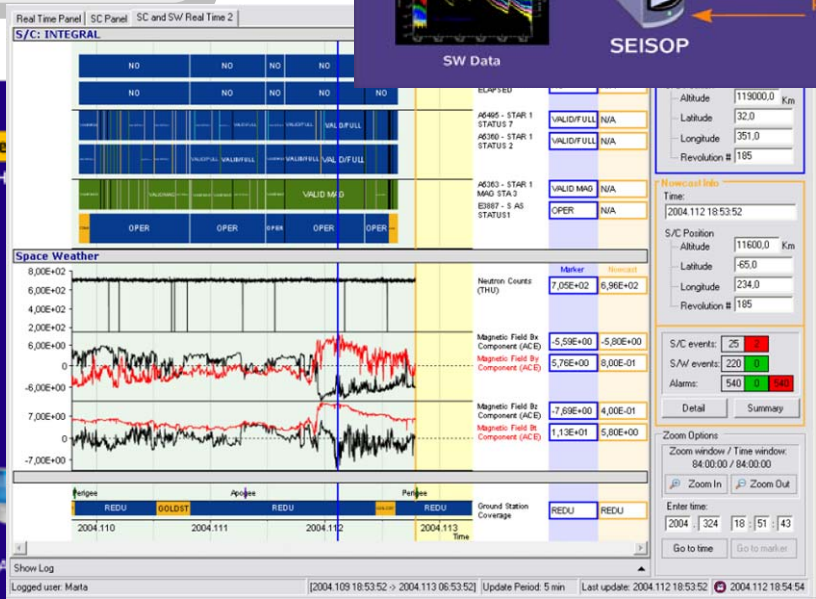 SW Data
SEISOP
Real Time Panel SC Panel SC and SW Real Time 2
S/C: INTEGRAL
NO NO NO NO
NO NO NO NO NO
ELAPSED
A6495 - STAR 1
STATUS 7
VALID/FULL N/A
A6360 - STAR 1
STATUS 2
VALID/FULL N/A
VALID/FULL
VALID/FULL
VALID MAG
A6363 - STAR 1
MAG STA 3
VALID MAG N/A
E3887 - S AS
STATUS1
OPER N/A
OPER OPER OPER OPER OPER
Space Weather
Marker Nowcast
8,00E+02
6,00E+02
4,00E+02
2,00E+02
Neutron Counts
(THU)
7,05E+02 6,96E+02
6,00E+00
0
-6,00E+00
Magnetic Field Bx
Component (ACE)
-5,59E+00 -5,80E+00
Magnetic Field By
Component (ACE)
5,76E+00 8,00E-01
7,00E+00
0
-7,00E+00
Magnetic Field Bz
Component (ACE)
-7,69E+00 4,00E-01
Magnetic Field Bt
Component (ACE)
1,13E+01 5,80E+00
Perigee Apogee Perigee
REDU GOLDST REDU REDU
Ground Station
Coverage
REDU REDU
2004.110 2004.111 2004.112 2004.113
Time
Altitude 119000,0 Km
Latitude 32,0
Longitude 351,0
Revolution # 185
Nowcast info
Time:
2004.112 18:53:52
S/C Position
Altitude 11600,0 Km
Latitude -65,0
Longitude 234,0
Revolution # 185
S/C events: 25 2
S/W events: 220 0
Alarms: 540 0 540
Detail Summary
Zoom Options
Zoom window / Time window:
84:00:00 / 84:00:00
Zoom In Zoom Out
Enter time:
2004 . 324 18 : 51 : 43
Go to time Go to marker
Show Log
Logged user: Marta [2004.109 18:53:52 -> 2004.113 06:53:52] Update Period: 5 min Last update: 2004.112 18:53:52 2004.112 18:54:54